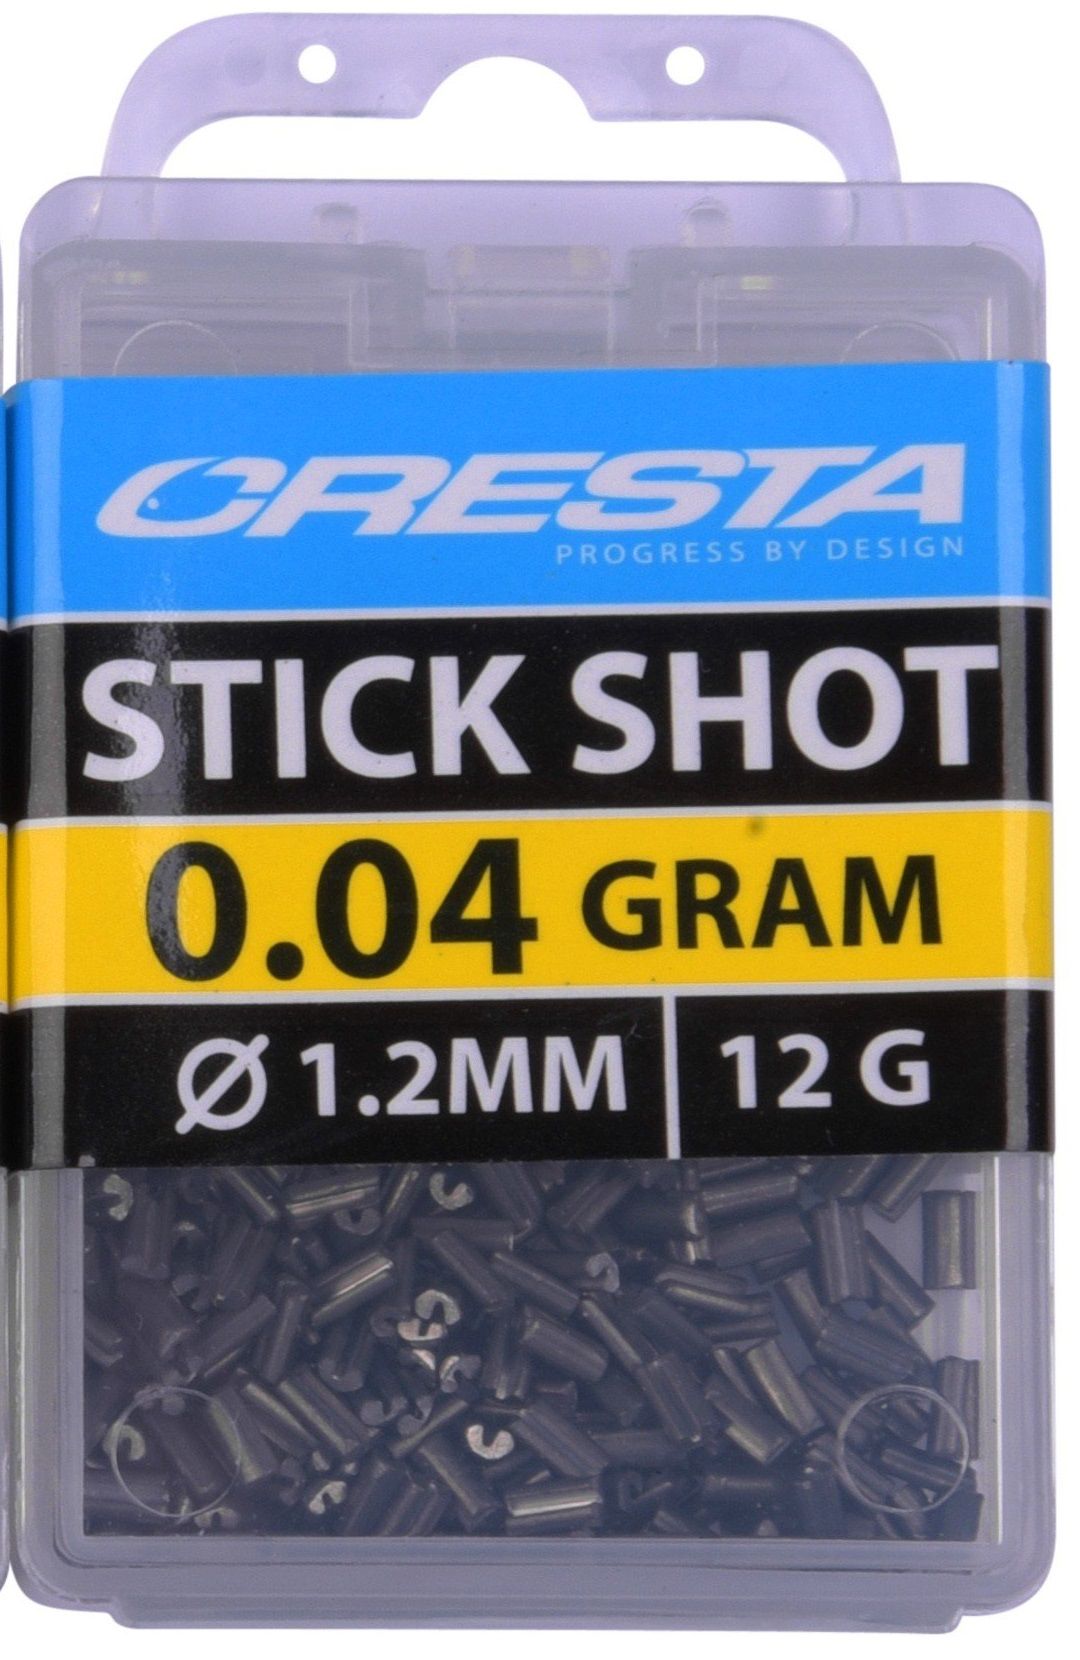 CRESTA
PROGRESS BY DESIGN
STICK SHOT
0.04 GRAM
Ø 1.2MM | 12 G